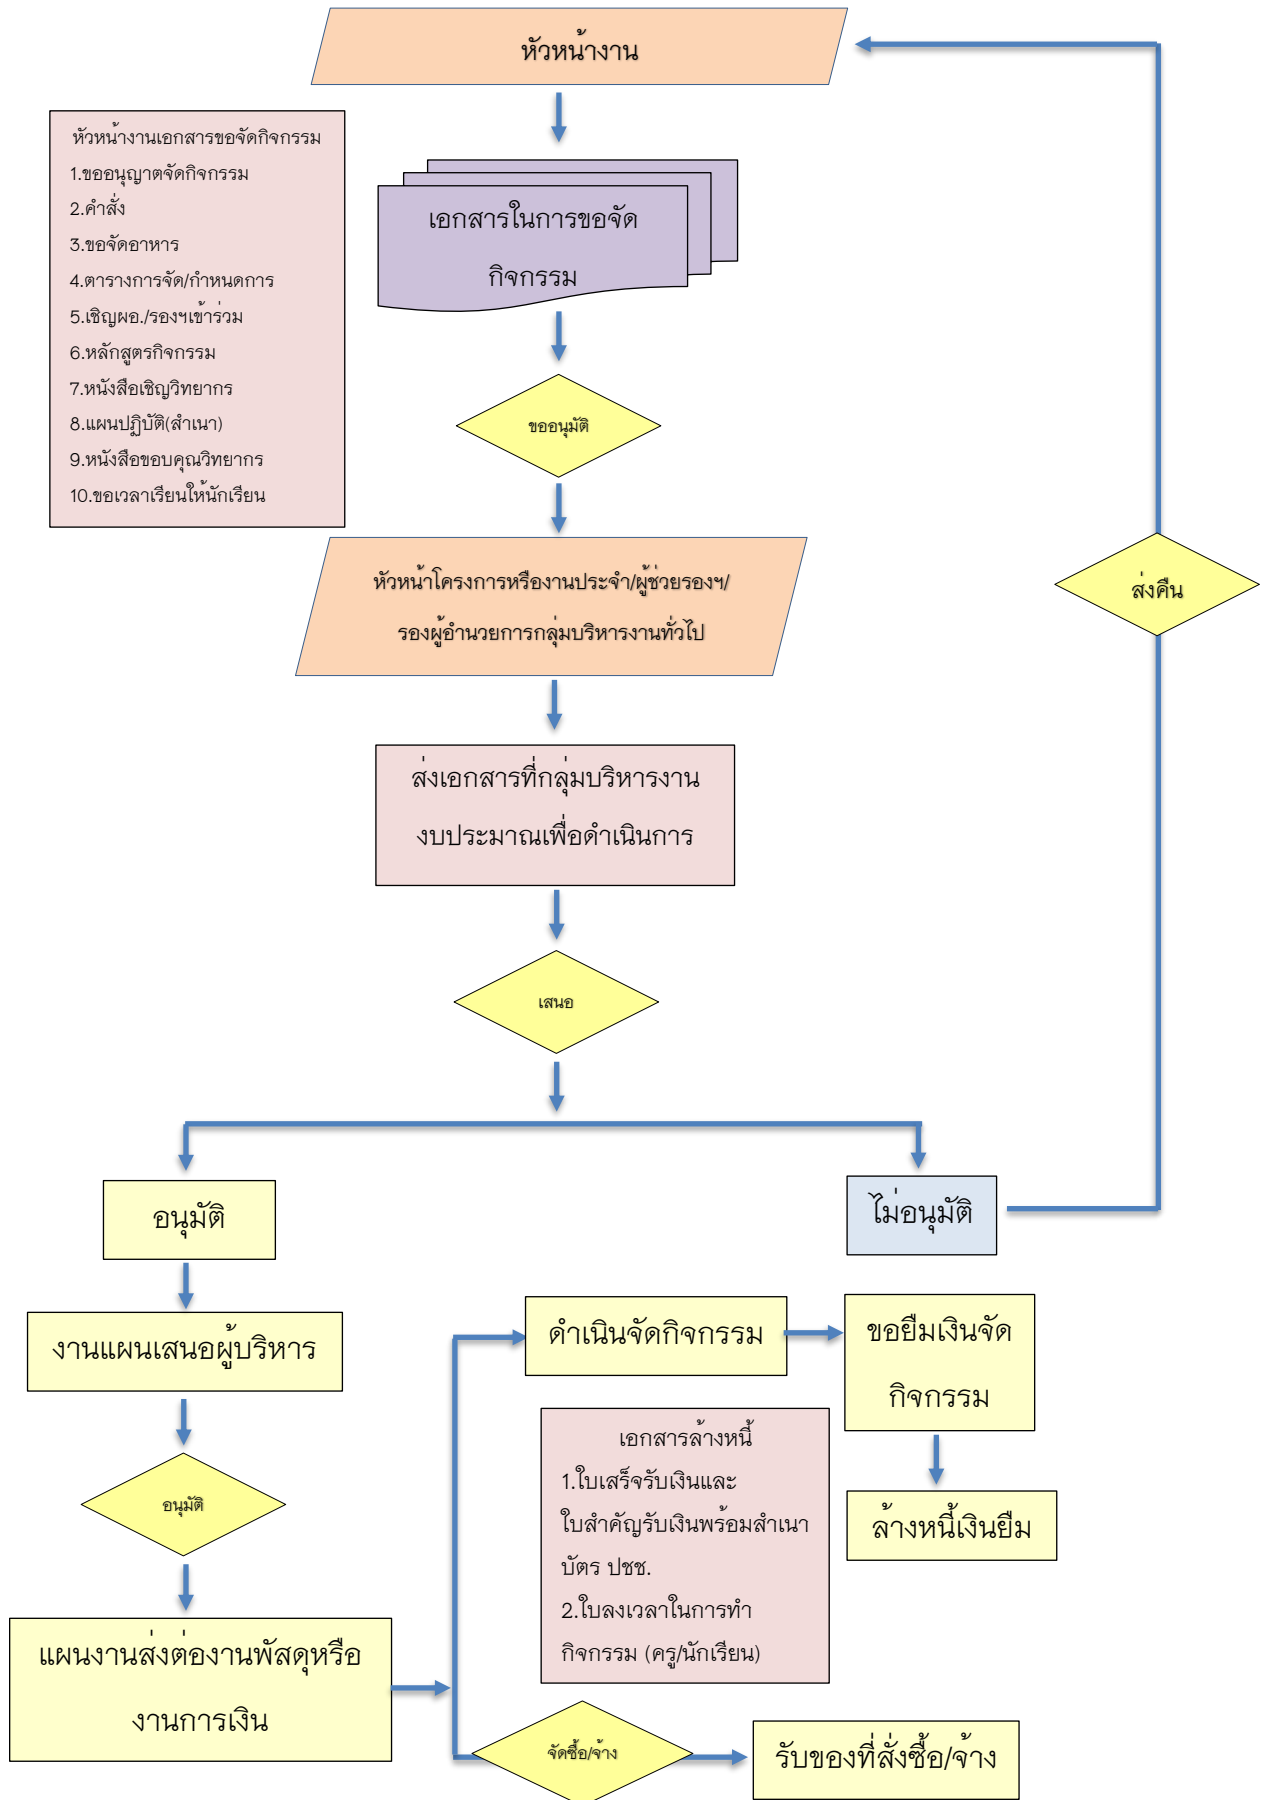 หัวหน้างาน
หัวหน้างานเอกสารขอจัดกิจกรรม
1.ขออนุญาตจัดกิจกรรม
2.คำสั่ง
3.ขอจัดอาหาร
4.ตารางการจัด/กำหนดการ
5.เชิญผอ./รองฯเข้าร่วม
6.หลักสูตรกิจกรรม
7.หนังสือเชิญวิทยากร
8.แผนปฏิบัติ(สำเนา)
9.หนังสือขอบคุณวิทยากร
10.ขอเวลาเรียนให้นักเรียน
เอกสารในการขอจัด
กิจกรรม
ขออนุมัติ
หัวหน้าโครงการหรืองานประจำ/ผู้ช่วยรองฯ/
รองผู้อำนวยการกลุ่มบริหารงานทั่วไป
ส่งคืน
ส่งเอกสารที่กลุ่มบริหารงาน
งบประมาณเพื่อดำเนินการ
เสนอ
อนุมัติ
ไม่อนุมัติ
งานแผนเสนอผู้บริหาร
อนุมัติ
แผนงานส่งต่องานพัสดุหรือ
งานการเงิน
ดำเนินจัดกิจกรรม
ขอยืมเงินจัด
กิจกรรม
ล้างหนี้เงินยืม
เอกสารล้างหนี้
1.ใบเสร็จรับเงินและ
ใบสำคัญรับเงินพร้อมสำเนา
บัตร ปชช.
2.ใบลงเวลาในการทำ
กิจกรรม (ครู/นักเรียน)
จัดซื้อ/จ้าง
รับของที่สั่งซื้อ/จ้าง